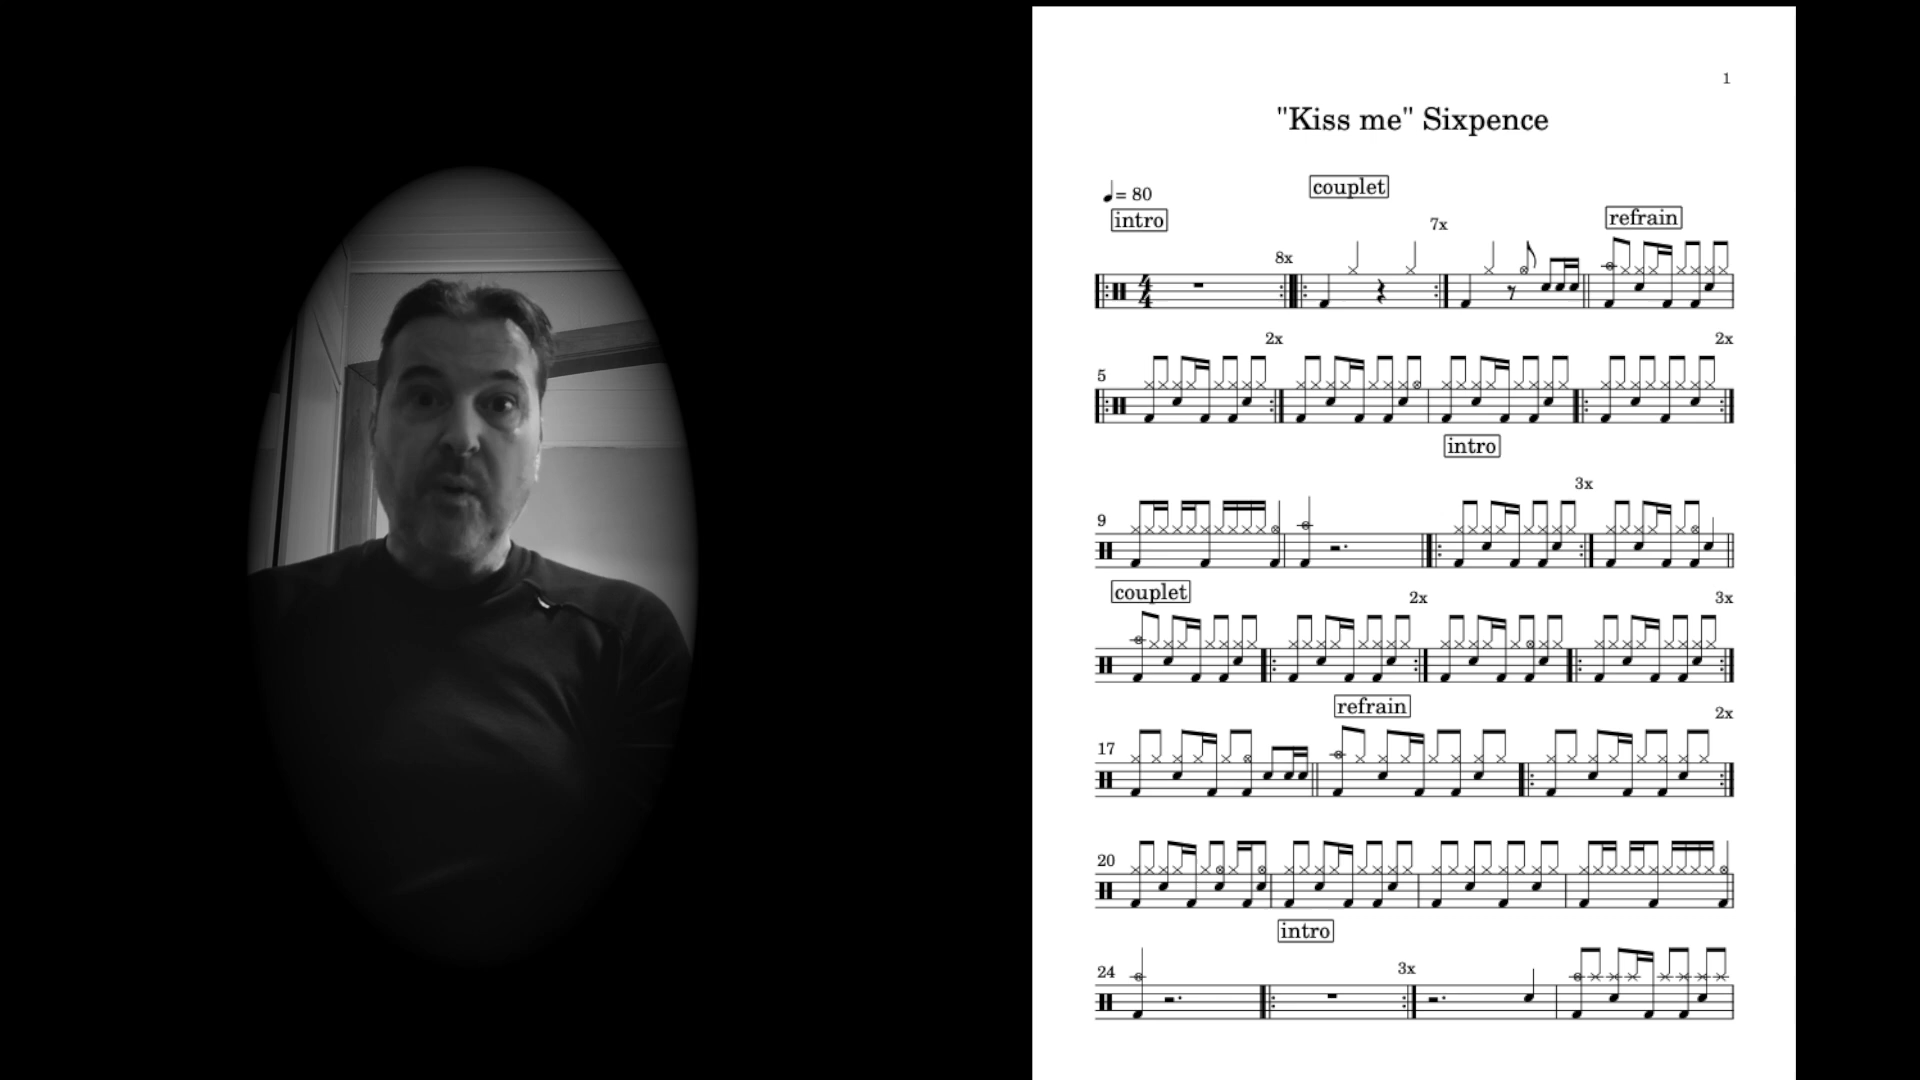 1
"Kiss me" Sixpence
♩= 80
couplet
intro
7x
refrain
8x
2x
2x
5
intro
3x
9
couplet
2x
3x
refrain
2x
17
20
intro
3x
24